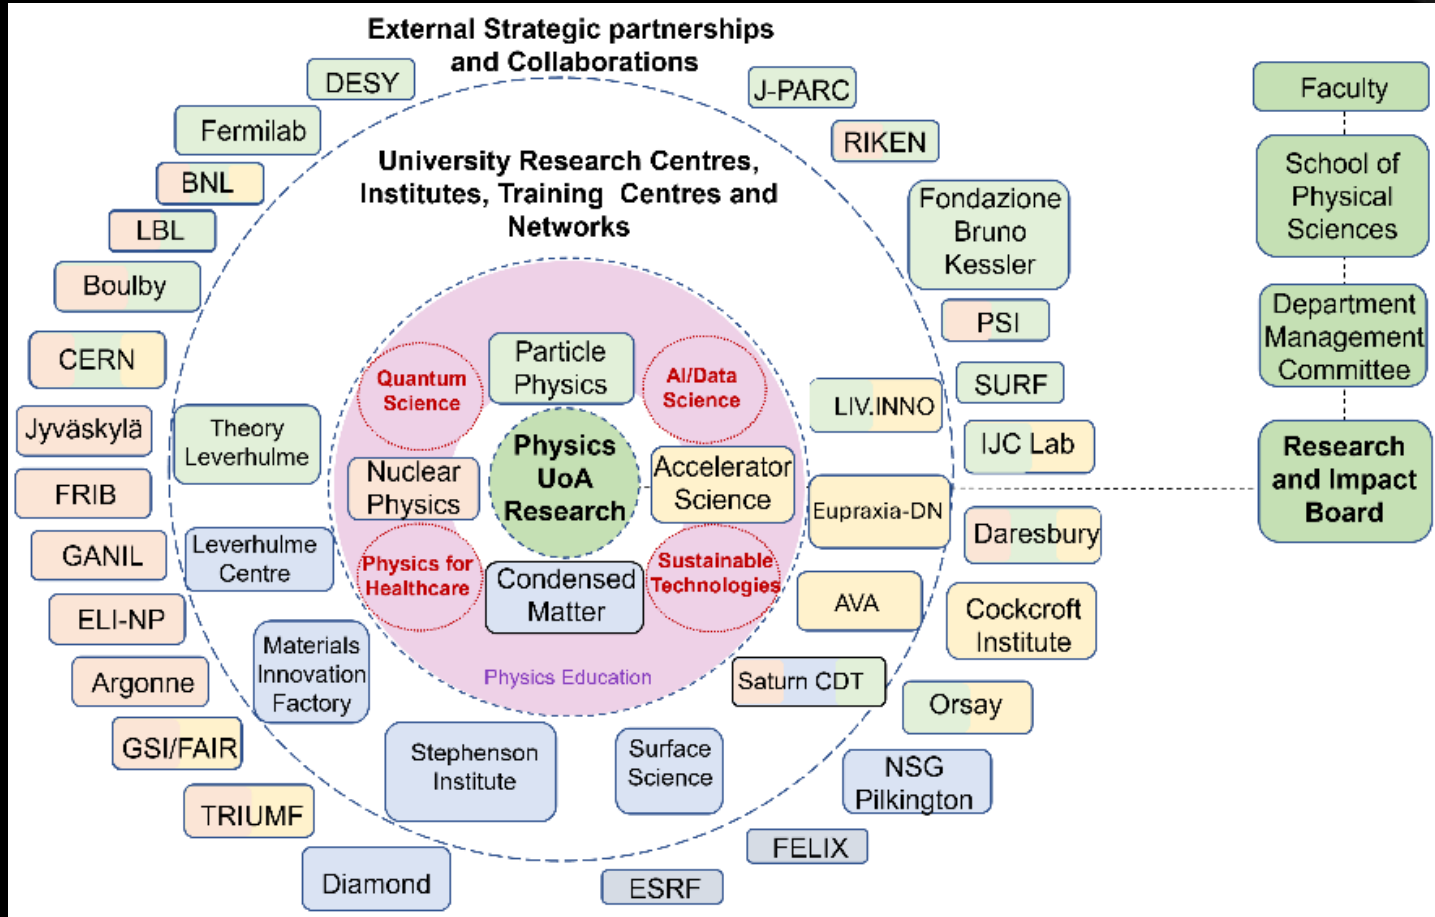 External Strategic partnerships
and Collaborations
DESY
J-PARC
Fermilab
RIKEN
BNL
LBL
Boulby
CERN
Jyväskylä
FRIB
GANIL
ELI-NP
Argonne
GSI/FAIR
TRIUMF
Diamond
ESRF
FELIX
NSG
Pilkington
Orsay
Cockcroft
Institute
Daresbury
IJC Lab
SURF
PSI
Fondazione
Bruno
Kessler
University Research Centres,
Institutes, Training Centres and
Networks
Theory
Leverhulme
Leverhulme
Centre
Materials
Innovation
Factory
Stephenson
Institute
Surface
Science
Saturn CDT
AVA
Eupraxia-DN
LIV.INNO
Quantum
Science
Particle
Physics
AI/Data
Science
Nuclear
Physics
Physics
UoA
Research
Accelerator
Science
Physics for
Healthcare
Condensed
Matter
Sustainable
Technologies
Physics Education
Faculty
School of
Physical
Sciences
Department
Management
Committee
Research
and Impact
Board